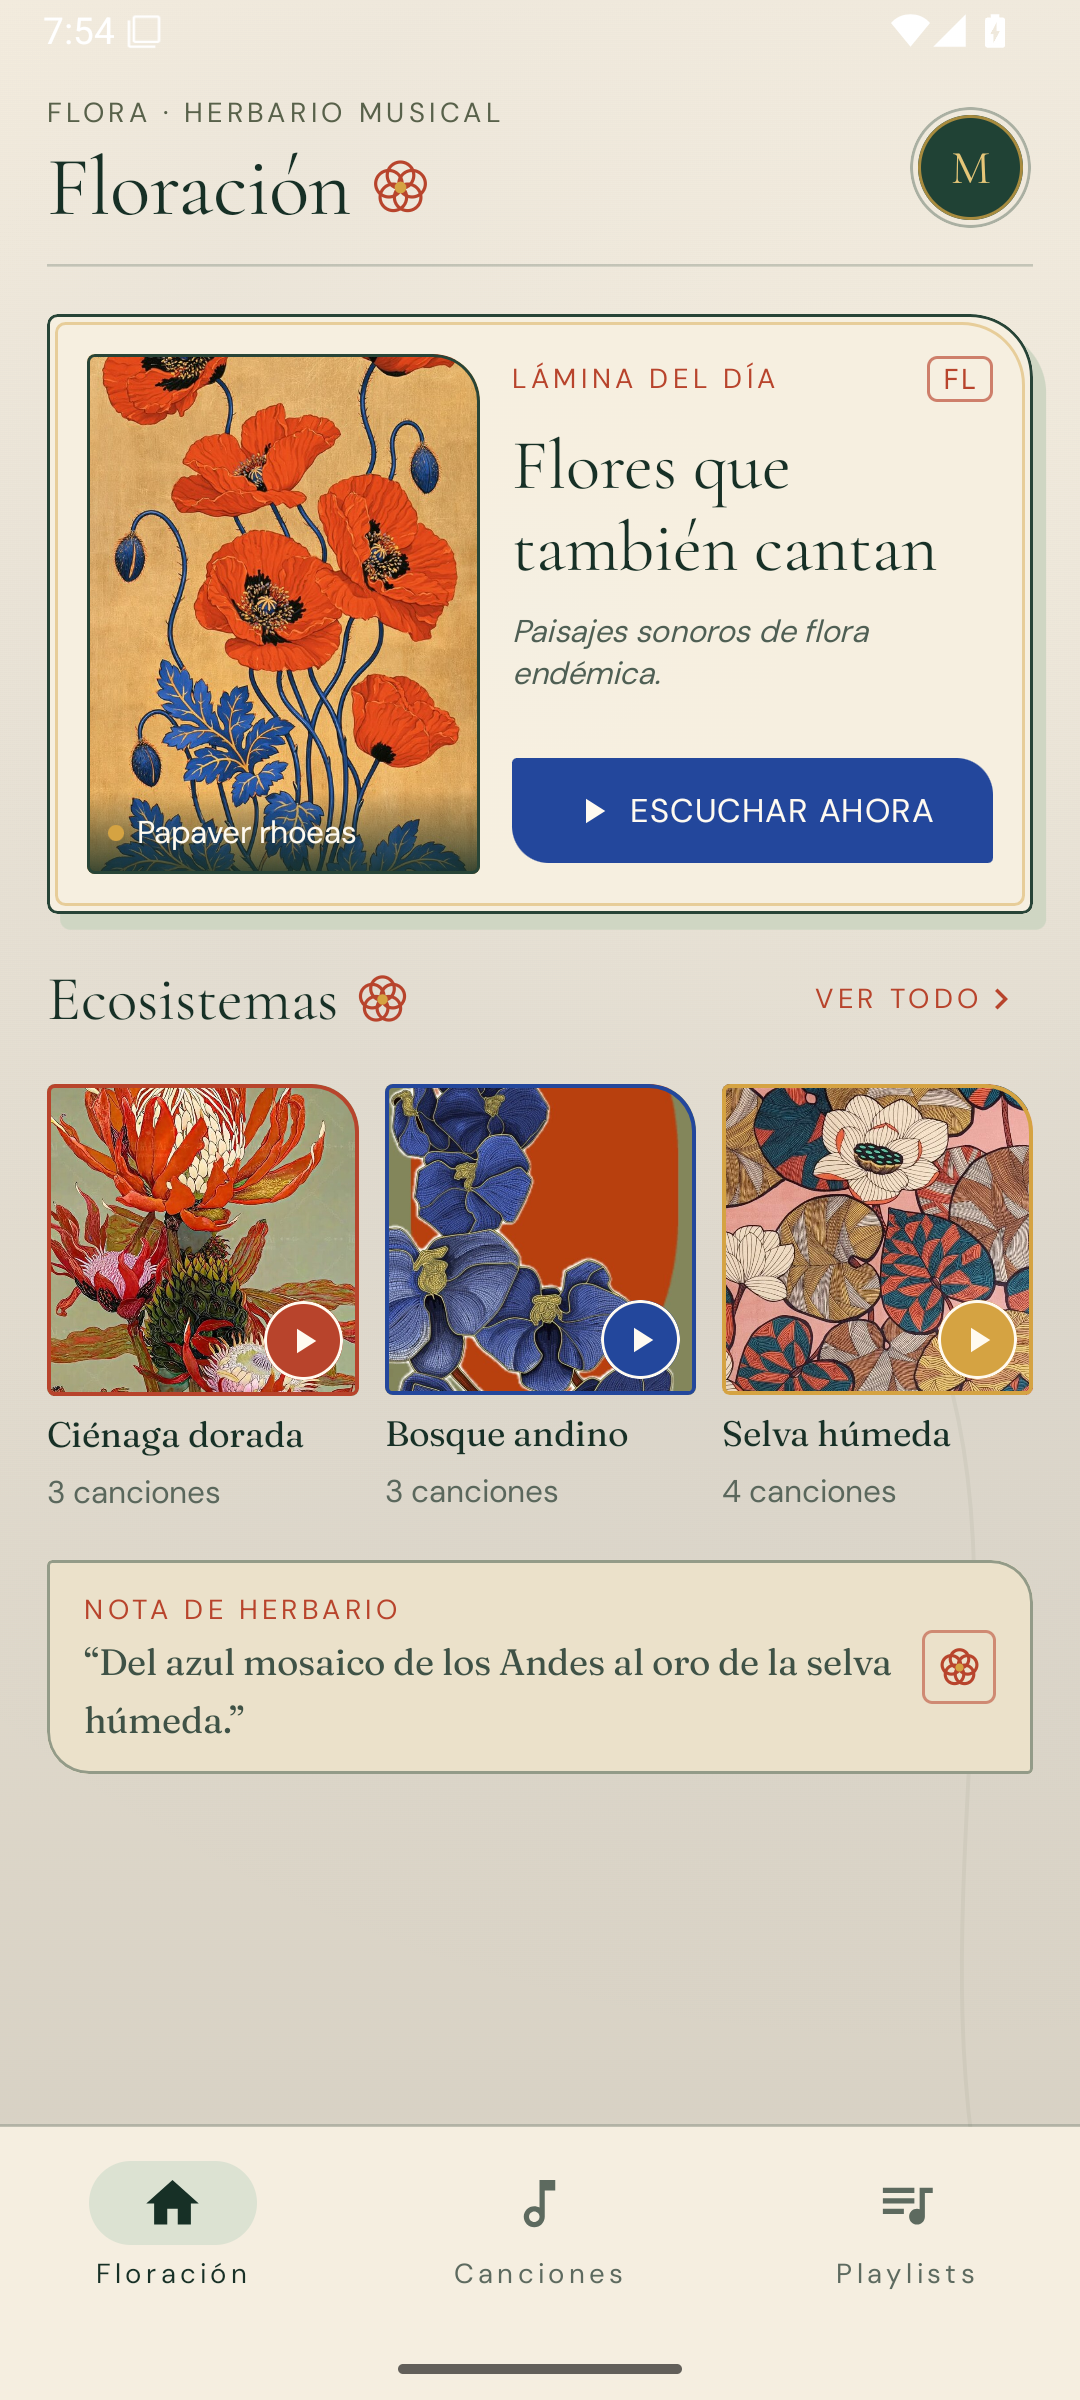 7:54
FLORA · HERBARIO MUSICAL
Floración
M
LÁMINA DEL DÍA
FL
Flores que
también cantan
Paisajes sonoros de flora
endémica.
ESCUCHAR AHORA
Papaver rhoeas
Ecosistemas
VER TODO
Ciénaga dorada
3 canciones
Bosque andino
3 canciones
Selva húmeda
4 canciones
NOTA DE HERBARIO
“Del azul mosaico de los Andes al oro de la selva
húmeda.”
Floración
Canciones
Playlists